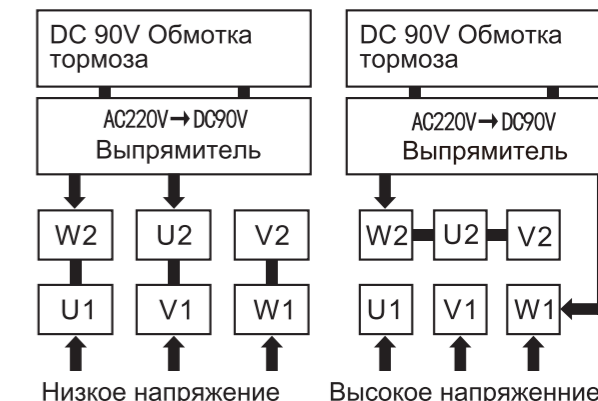 DC 90V Обмотка
тормоза
AC220V→DC90V
Выпрямитель
W2
U2
V2
U1
V1
W1
Низкое напряжение
DC 90V Обмотка
тормоза
AC220V→DC90V
Выпрямитель
W2
U2
V2
U1
V1
W1
Высокое напряженние